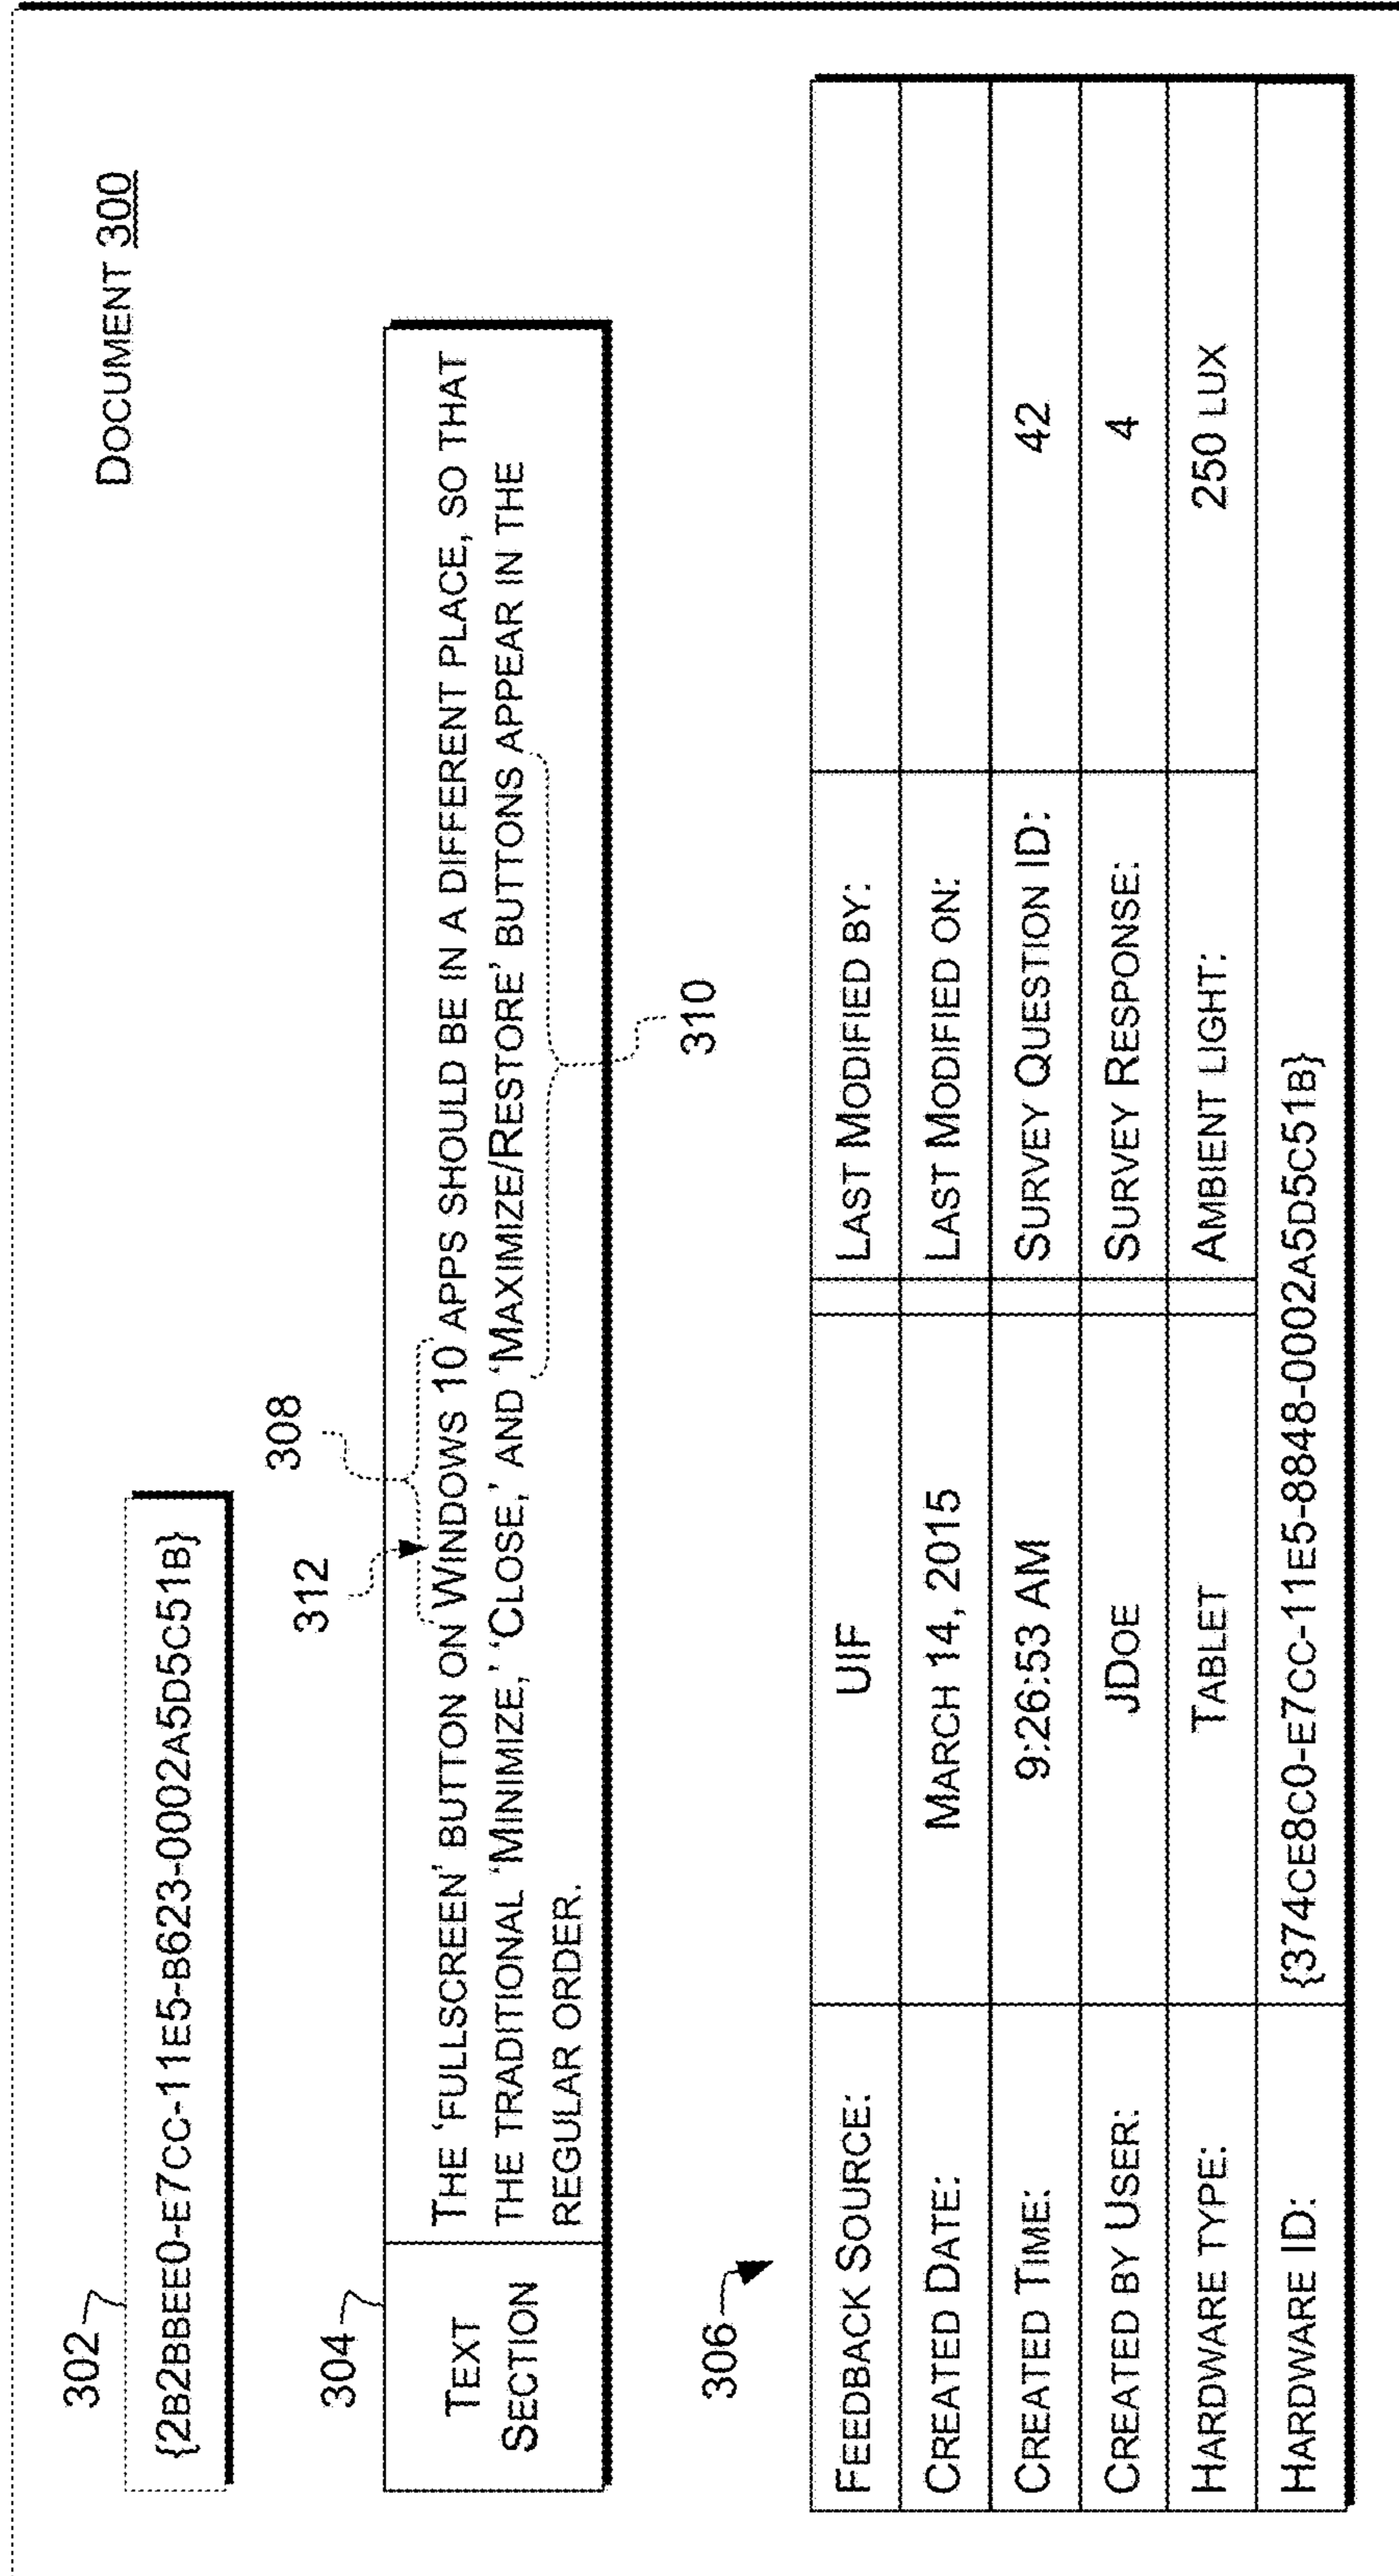 DOCUMENT 300
302
{2B2BBEE0-E7CC-11E5-B623-0002A5D5C51B}
312
308
304
TEXT SECTION
THE ‘FULLSCREEN’ BUTTON ON WINDOWS 10 APPS SHOULD BE IN A DIFFERENT PLACE, SO THAT
THE TRADITIONAL ‘MINIMIZE,’ ‘CLOSE,’ AND ‘MAXIMIZE/RESTORE’ BUTTONS APPEAR IN THE
REGULAR ORDER.
310
306
FEEDBACK SOURCE: UIF LAST MODIFIED BY:
CREATED DATE: MARCH 14, 2015 LAST MODIFIED ON:
CREATED TIME: 9:26:53 AM SURVEY QUESTION ID: 42
CREATED BY USER: JDOE SURVEY RESPONSE: 4
HARDWARE TYPE: TABLET AMBIENT LIGHT: 250 LUX
HARDWARE ID: {374CE8C0-E7CC-11E5-8848-0002A5D5C51B}